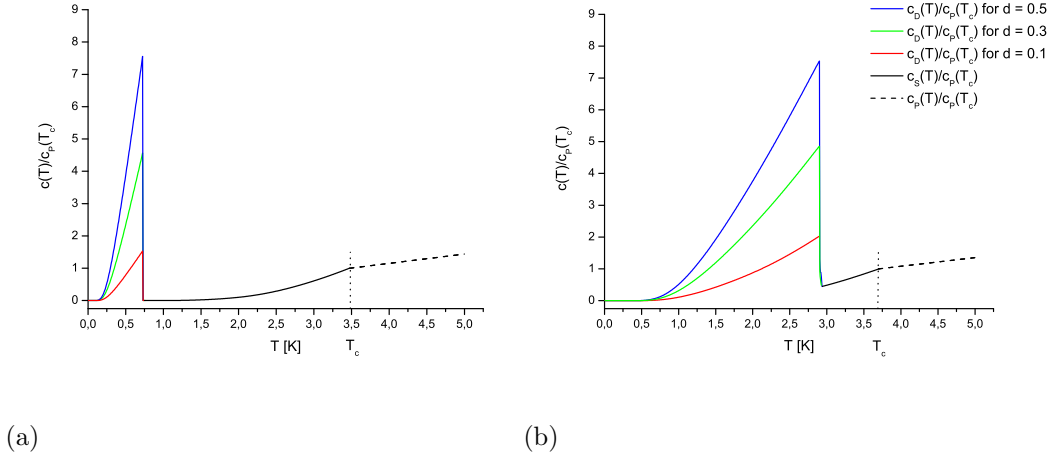 9
8
7
6
5
4
3
2
1
0
c(T)/c_P(T_c)
0,0 0,5 1,0 1,5 2,0 2,5 3,0 3,5 4,0 4,5 5,0
T [K]
T_c
(a)
9
8
7
6
5
4
3
2
1
0
c(T)/c_P(T_c)
0,0 0,5 1,0 1,5 2,0 2,5 3,0 3,5 4,0 4,5 5,0
T [K]
T_c
(b)
c_D(T)/c_P(T_c) for d = 0.5
c_D(T)/c_P(T_c) for d = 0.3
c_D(T)/c_P(T_c) for d = 0.1
c_S(T)/c_P(T_c)
c_P(T)/c_P(T_c)